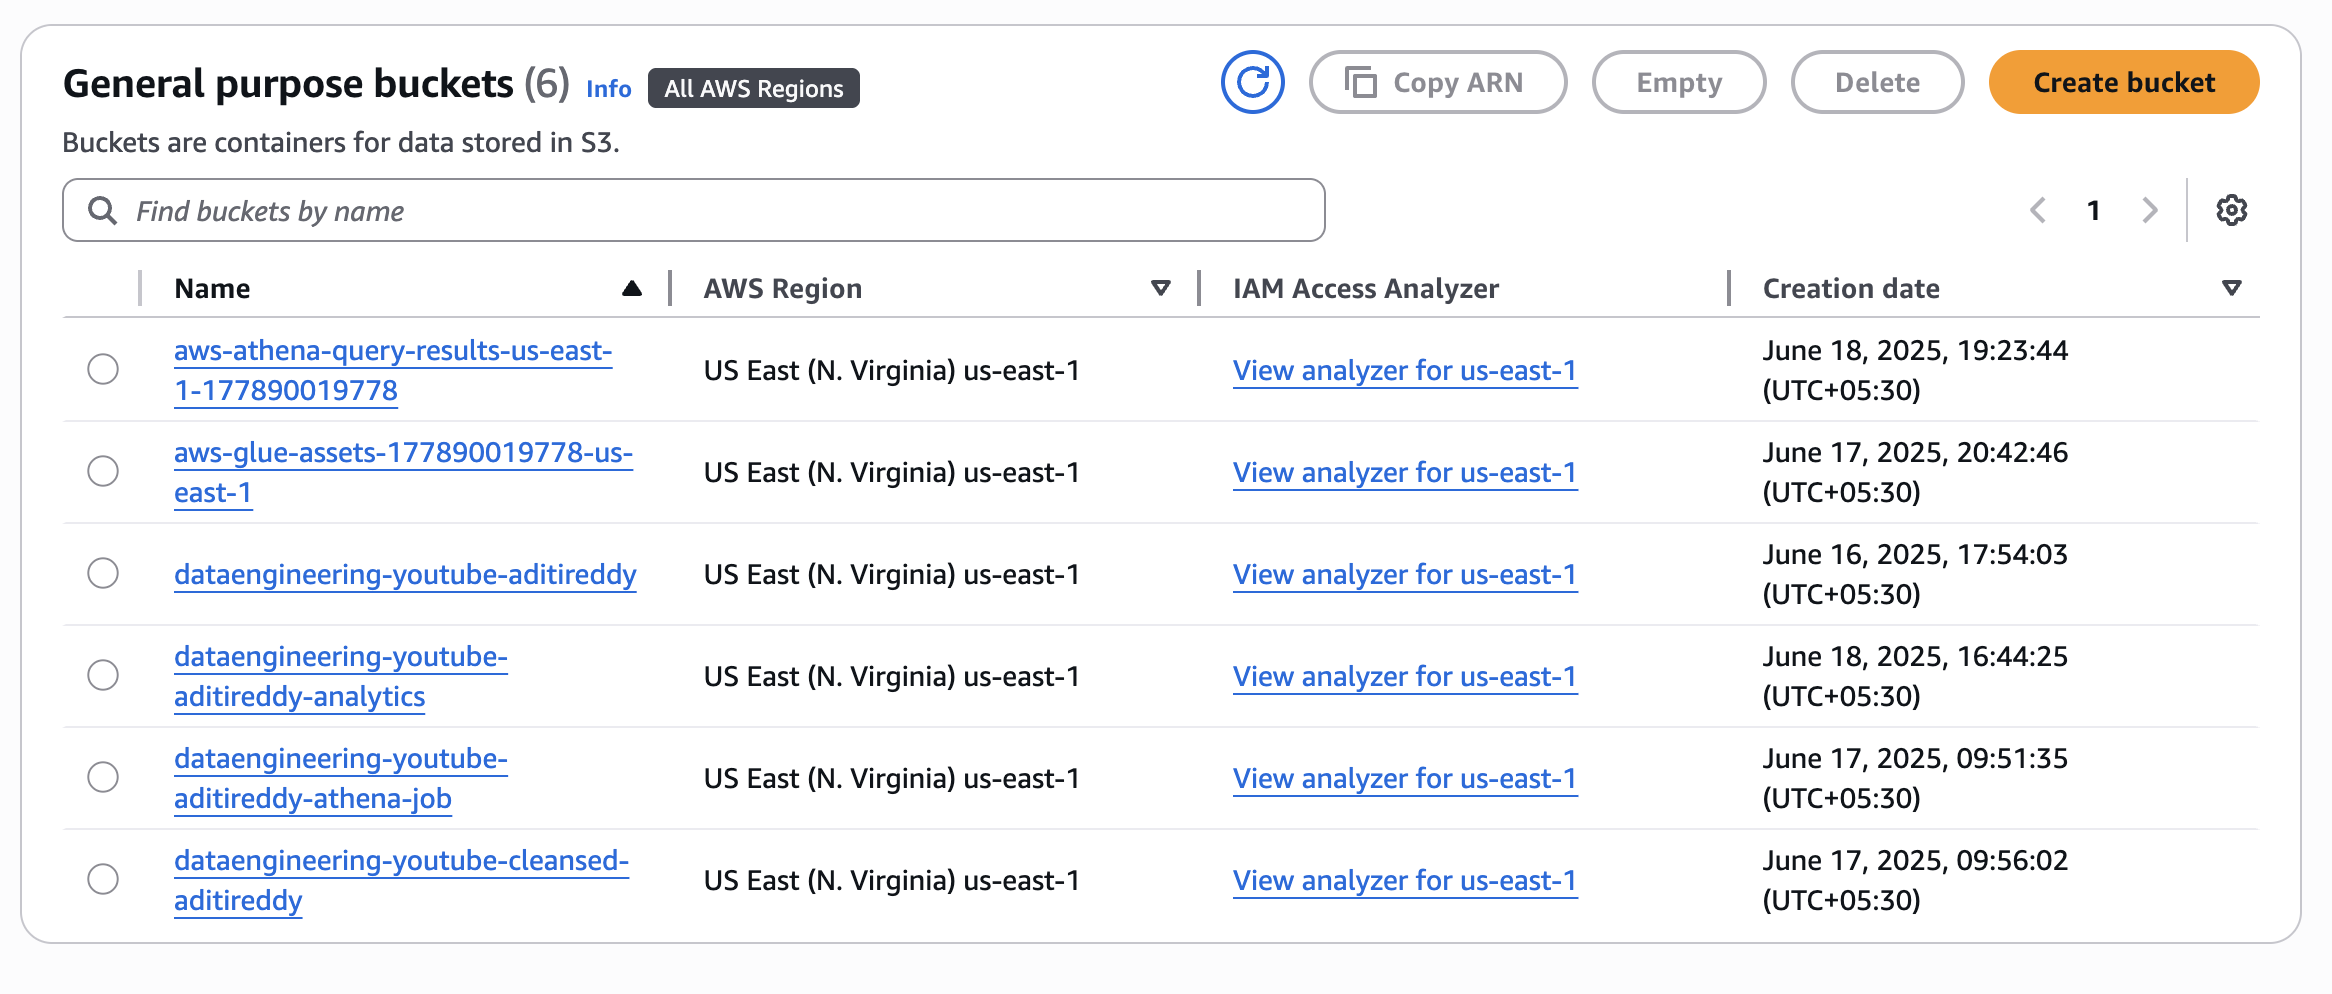 General purpose buckets (6) Info All AWS Regions
Copy ARN Empty Delete Create bucket
Buckets are containers for data stored in S3.
Find buckets by name
1
Name AWS Region IAM Access Analyzer Creation date
aws-athena-query-results-us-east-
1-177890019778
US East (N. Virginia) us-east-1
View analyzer for us-east-1
June 18, 2025, 19:23:44
(UTC+05:30)
aws-glue-assets-177890019778-us-
east-1
US East (N. Virginia) us-east-1
View analyzer for us-east-1
June 17, 2025, 20:42:46
(UTC+05:30)
dataengineering-youtube-aditireddy
US East (N. Virginia) us-east-1
View analyzer for us-east-1
June 16, 2025, 17:54:03
(UTC+05:30)
dataengineering-youtube-
aditireddy-analytics
US East (N. Virginia) us-east-1
View analyzer for us-east-1
June 18, 2025, 16:44:25
(UTC+05:30)
dataengineering-youtube-
aditireddy-athena-job
US East (N. Virginia) us-east-1
View analyzer for us-east-1
June 17, 2025, 09:51:35
(UTC+05:30)
dataengineering-youtube-cleansed-
aditireddy
US East (N. Virginia) us-east-1
View analyzer for us-east-1
June 17, 2025, 09:56:02
(UTC+05:30)